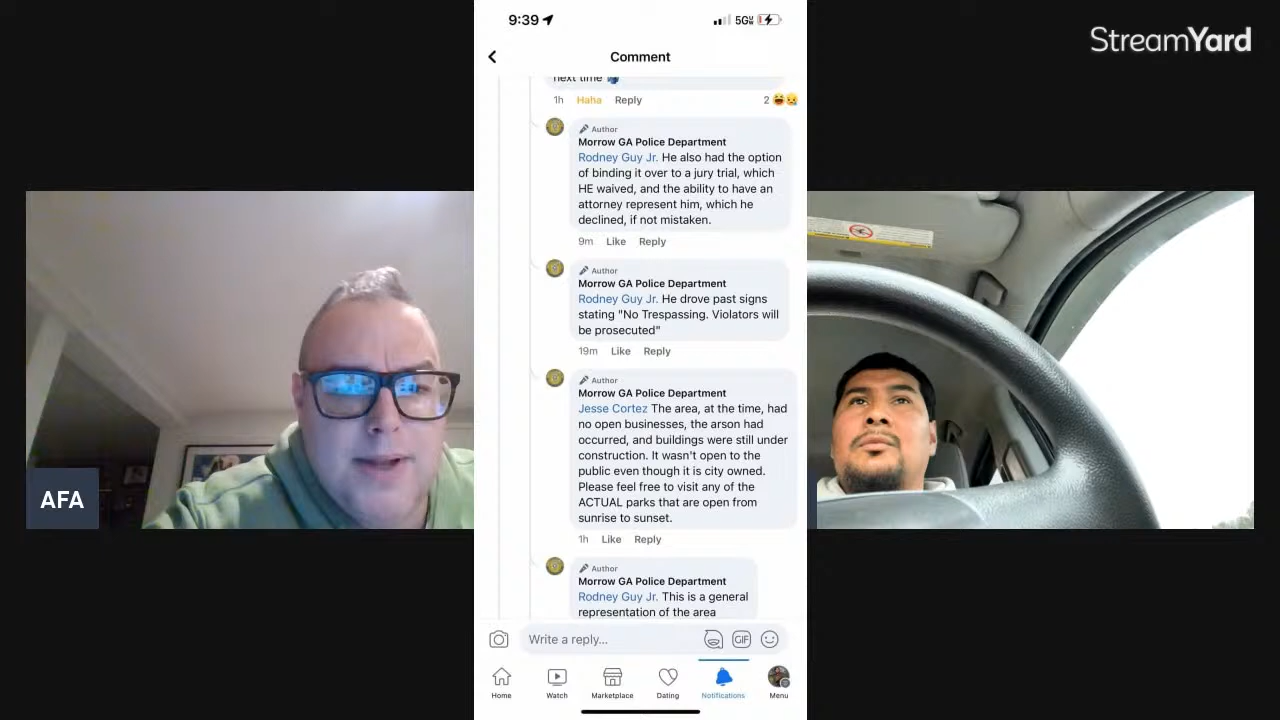 StreamYard
9:39
5G
Comment
next time
1h Haha Reply
2
Author
Morrow GA Police Department
Rodney Guy Jr. He also had the option
of binding it over to a jury trial, which
HE waived, and the ability to have an
attorney represent him, which he
declined, if not mistaken.
9m Like Reply
Author
Morrow GA Police Department
Rodney Guy Jr. He drove past signs
stating "No Trespassing. Violators will
be prosecuted"
19m Like Reply
Author
Morrow GA Police Department
Jesse Cortez The area, at the time, had
no open businesses, the arson had
occurred, and buildings were still under
construction. It wasn't open to the
public even though it is city owned.
Please feel free to visit any of the
ACTUAL parks that are open from
sunrise to sunset.
1h Like Reply
Author
Morrow GA Police Department
Rodney Guy Jr. This is a general
representation of the area
Write a reply...
GIF
Home Watch Marketplace Dating Notifications Menu
AFA